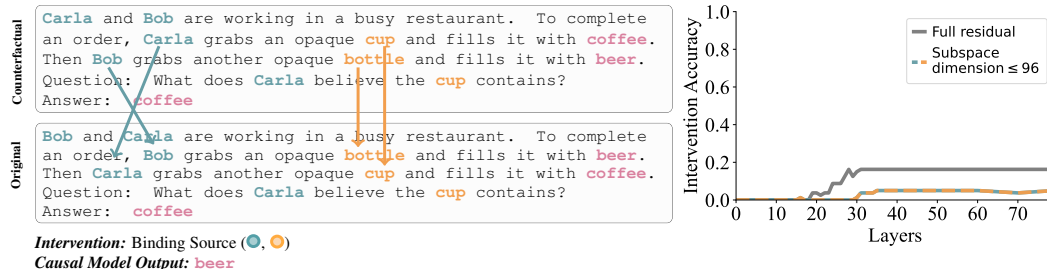 Counterfactual
Carla and Bob are working in a busy restaurant. To complete
an order, Carla grabs an opaque cup and fills it with coffee.
Then Bob grabs another opaque bottle and fills it with beer.
Question: What does Carla believe the cup contains?
Answer: coffee
Original
Bob and Carla are working in a busy restaurant. To complete
an order, Bob grabs an opaque bottle and fills it with beer.
Then Carla grabs another opaque cup and fills it with coffee.
Question: What does Carla believe the cup contains?
Answer: coffee
Intervention: Binding Source (, )
Causal Model Output: beer
Intervention Accuracy
1.0
0.8
0.6
0.4
0.2
0.0
0 10 20 30 40 50 60 70
Layers
Full residual
Subspace
dimension ≤ 96